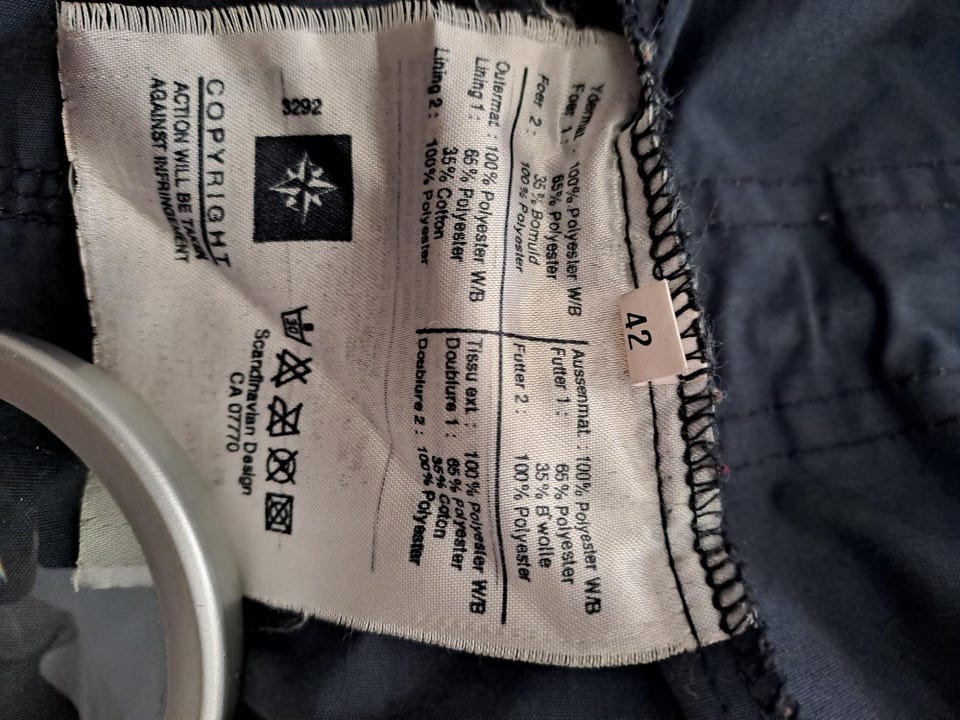 42
Ydermat. : 100% Polyester W/B
Foer 1 : 65% Polyester
35% Bomuld
Foer 2 : 100% Polyester
Aussenmat. : 100% Polyester W/B
Futter 1 : 65% Polyester
35% B'wolle
Futter 2 : 100% Polyester
Outermat. : 100% Polyester W/B
Lining 1 : 65% Polyester
35% Cotton
Lining 2 : 100% Polyester
Tissu ext. : 100% Polyester W/B
Doublure 1 : 65% Polyester
35% Coton
Doublure 2 : 100% Polyester
3292
30
Scandinavian Design
CA 07770
COPYRIGHT
ACTION WILL BE TAKEN
AGAINST INFRINGEMENT